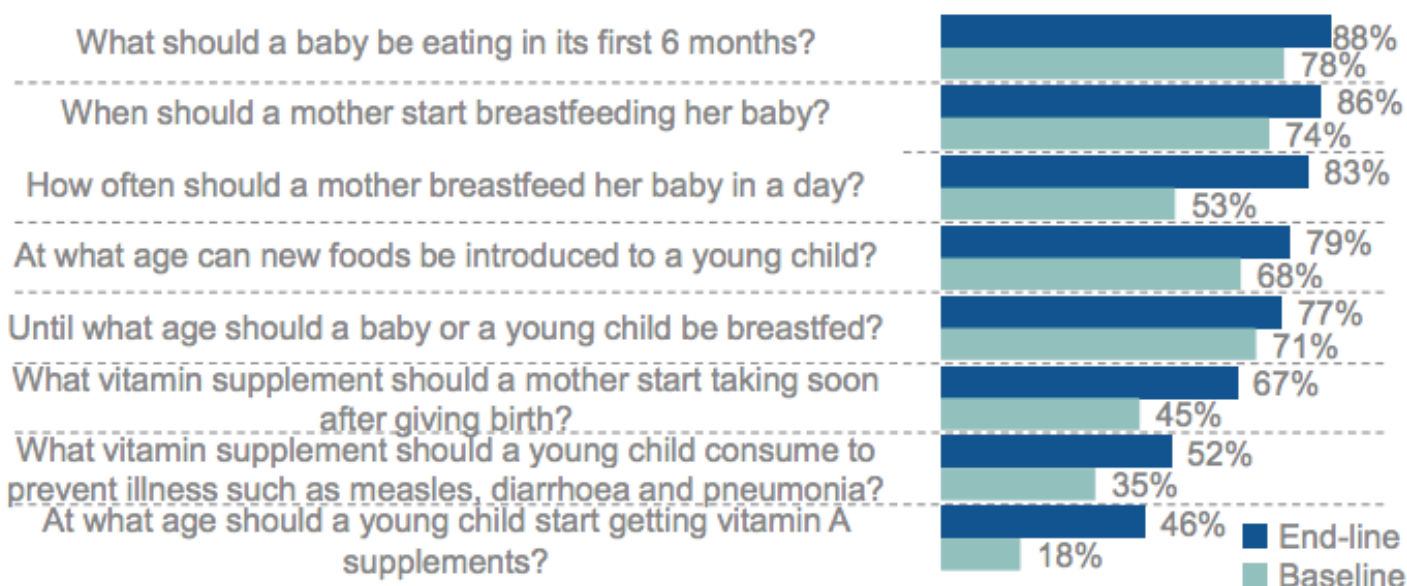 What should a baby be eating in its first 6 months?
88%
78%
When should a mother start breastfeeding her baby?
86%
74%
How often should a mother breastfeed her baby in a day?
83%
53%
At what age can new foods be introduced to a young child?
79%
68%
Until what age should a baby or a young child be breastfed?
77%
71%
What vitamin supplement should a mother start taking soon
after giving birth?
67%
45%
What vitamin supplement should a young child consume to
prevent illness such as measles, diarrhoea and pneumonia?
52%
35%
At what age should a young child start getting vitamin A
supplements?
46%
18%
End-line
Baseline